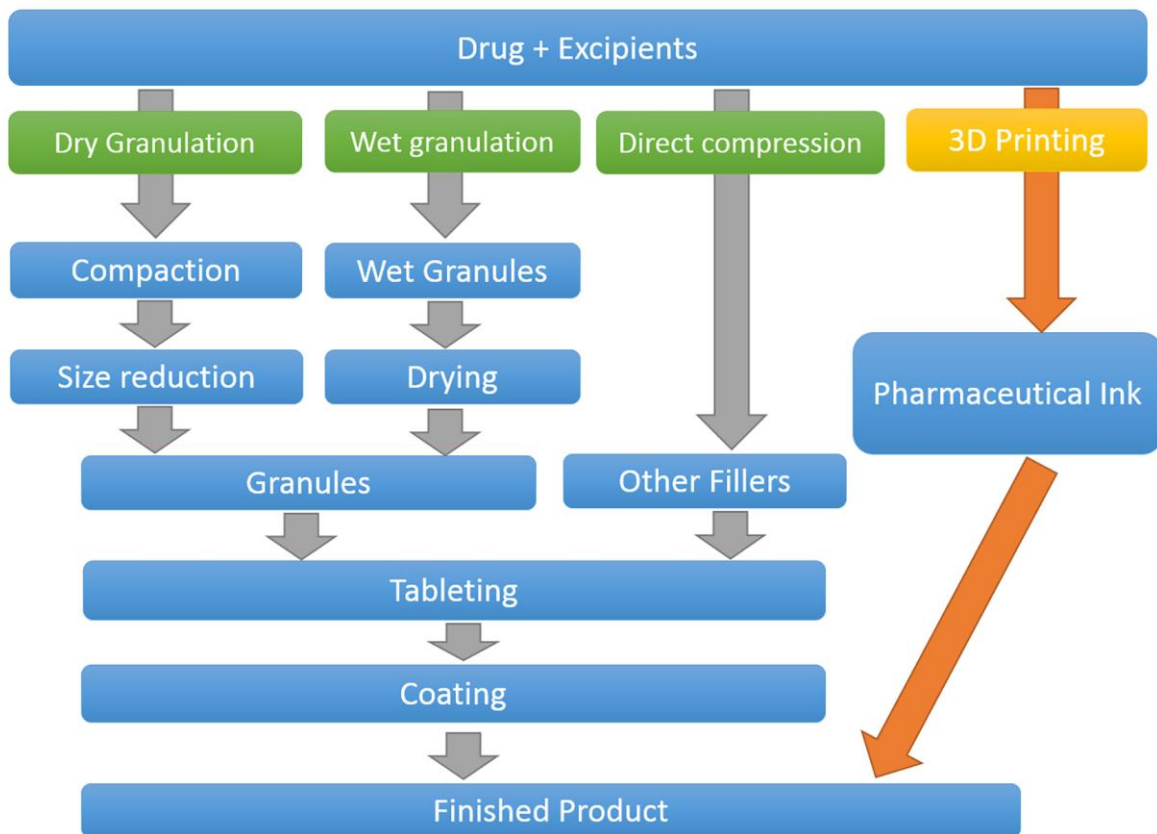 Drug + Excipients
Dry Granulation
Wet granulation
Direct compression
3D Printing
Compaction
Wet Granules
Size reduction
Drying
Pharmaceutical Ink
Granules
Other Fillers
Tableting
Coating
Finished Product